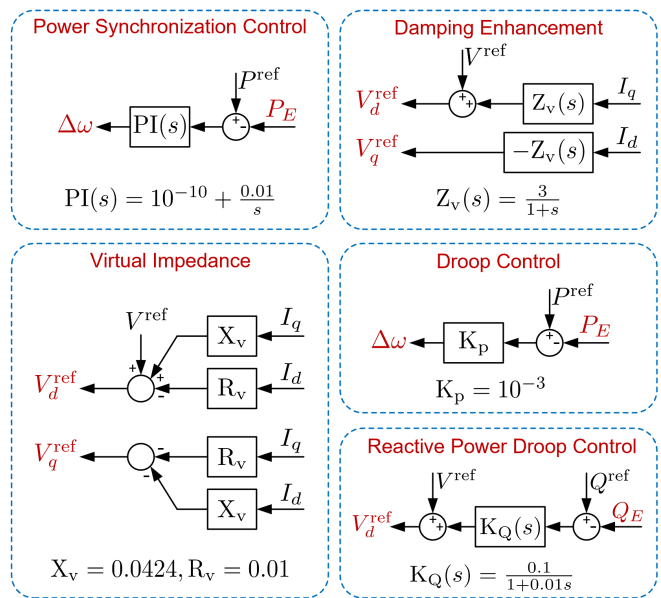 Power Synchronization Control
P^ref
Δω PI(s) + - P_E
PI(s) = 10^-10 + 0.01/s
Damping Enhancement
V^ref
V_d^ref + + Z_v(s) I_q
V_q^ref -Z_v(s) I_d
Z_v(s) = 3/(1+s)
Virtual Impedance
V^ref X_v I_q
V_d^ref + + - R_v I_d
V_q^ref - R_v I_q
- X_v I_d
X_v = 0.0424, R_v = 0.01
Droop Control
P^ref
Δω K_p + - P_E
K_p = 10^-3
Reactive Power Droop Control
V^ref Q^ref
V_d^ref + + K_Q(s) + - Q_E
K_Q(s) = 0.1/(1+0.01s)